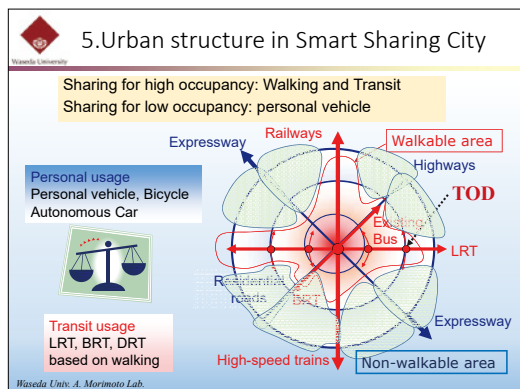 Waseda University
5.Urban structure in Smart Sharing City
Sharing for high occupancy: Walking and Transit
Sharing for low occupancy: personal vehicle
Expressway
Railways
Walkable area
Highways
TOD
Personal usage
Personal vehicle, Bicycle
Autonomous Car
Existing
Bus
LRT
Residential
roads
BRT
Transit usage
LRT, BRT, DRT
based on walking
Expressway
High-speed trains
Non-walkable area
Waseda Univ. A. Morimoto Lab.